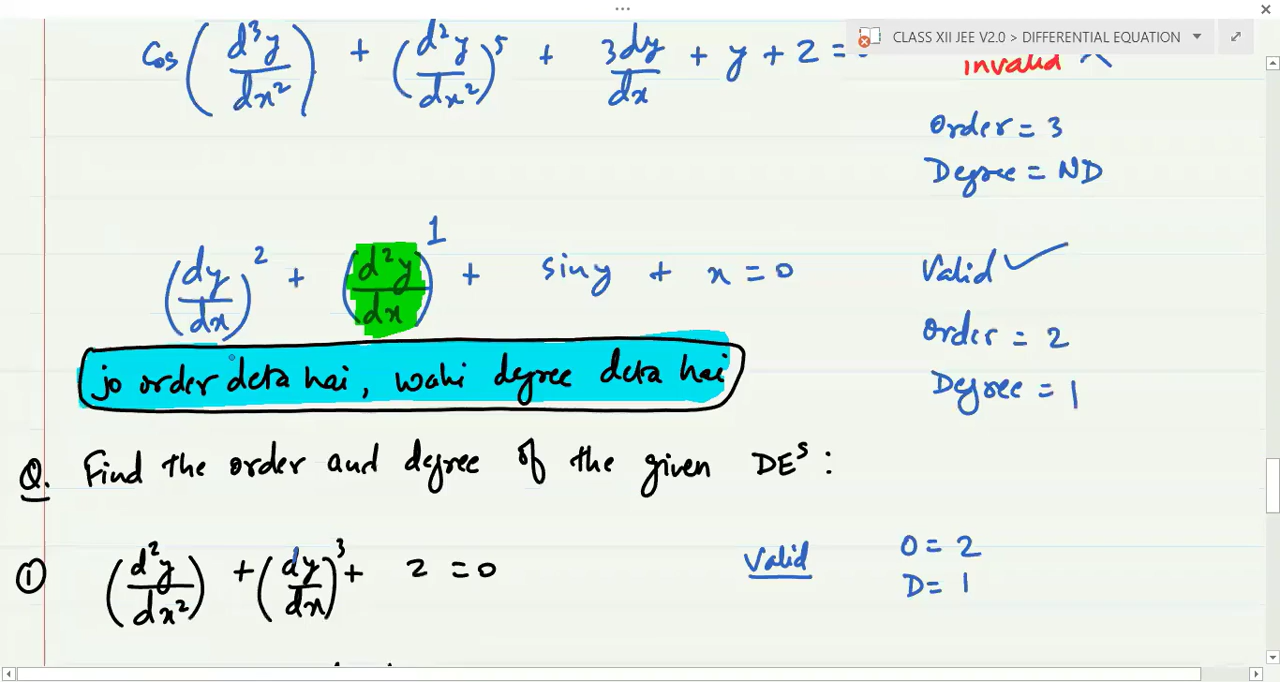 CLASS XII JEE V2.0 > DIFFERENTIAL EQUATION
Cos(d³y/dx²) + (d²y/dx²)⁵ + 3dy/dx + y + 2 =
invalid
Order = 3
Degree = ND
(dy/dx)² + (d²y/dx)¹ + siny + x = 0
Valid ✓
Order = 2
Degree = 1
jo order deta hai, wahi degree deta hai
Q. Find the order and degree of the given DEˢ :
① (d²y/dx²) + (dy/dx)³ + 2 = 0
Valid
O = 2
D = 1